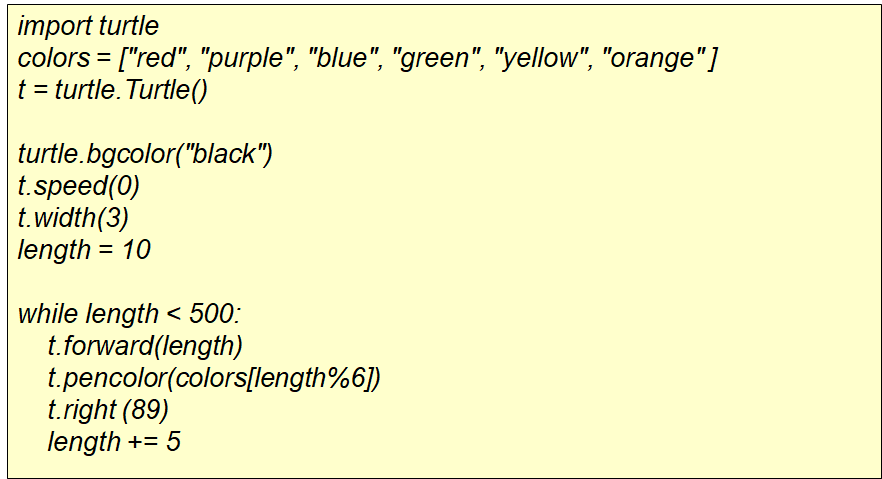 import turtle
colors = ["red", "purple", "blue", "green", "yellow", "orange" ]
t = turtle.Turtle()

turtle.bgcolor("black")
t.speed(0)
t.width(3)
length = 10

while length < 500:
    t.forward(length)
    t.pencolor(colors[length%6])
    t.right (89)
    length += 5